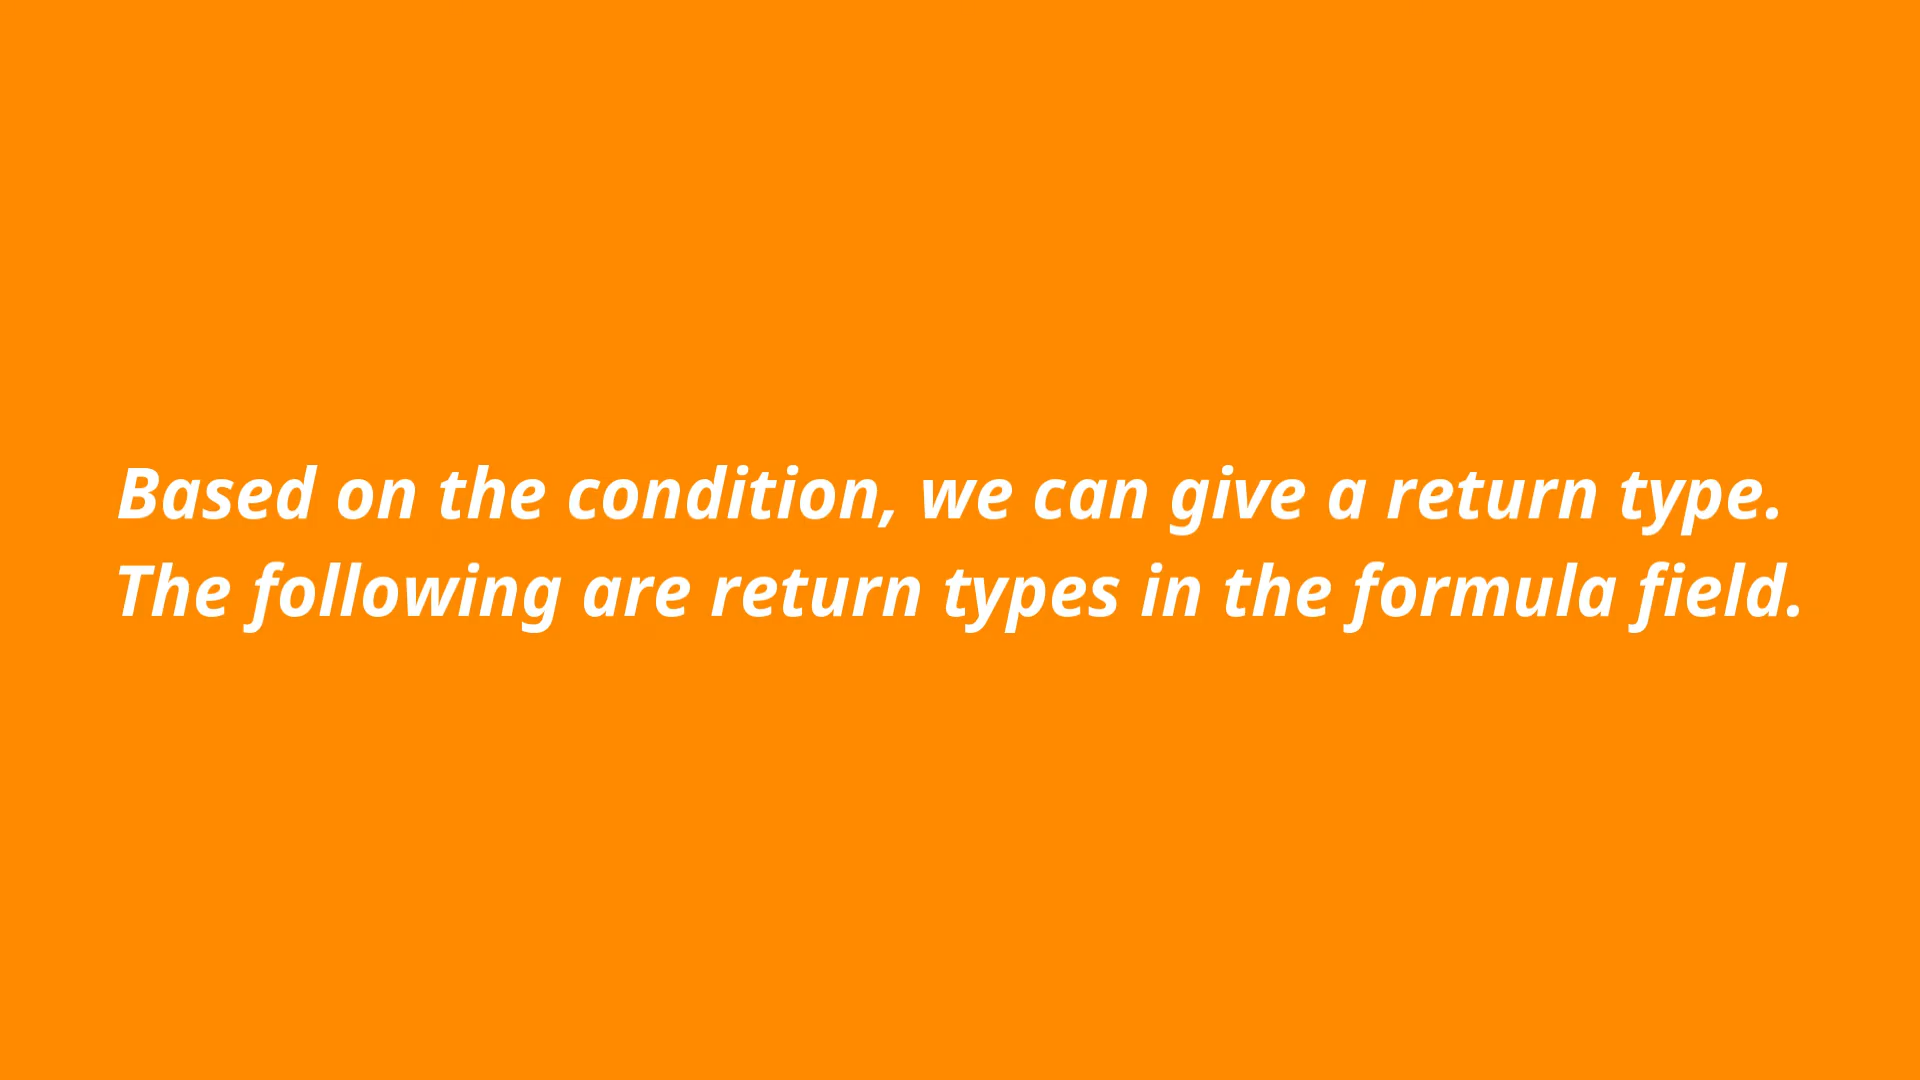 Based on the condition, we can give a return type.
The following are return types in the formula field.